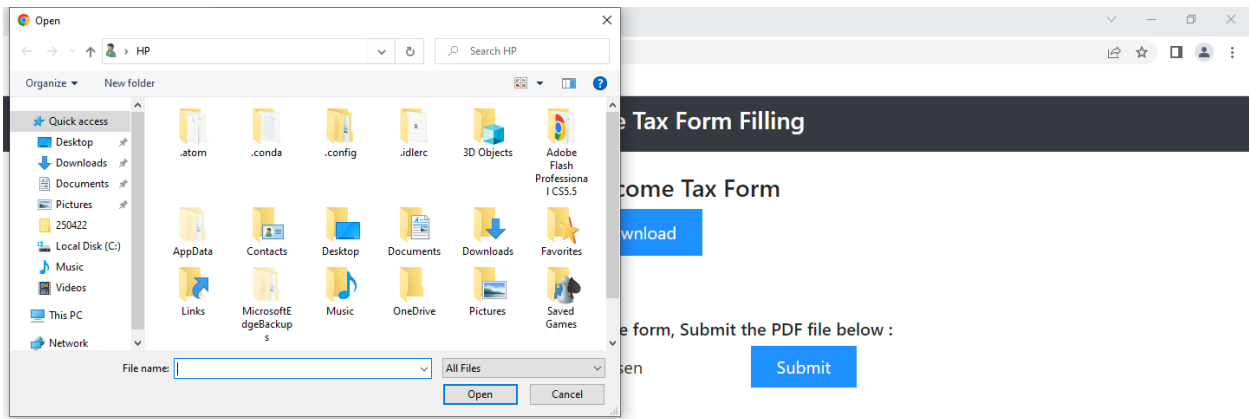 Open
HP
Search HP
Organize
New folder
Quick access
Desktop
Downloads
Documents
Pictures
250422
Local Disk (C:)
Music
Videos
This PC
Network
.atom
.conda
.config
.idlerc
3D Objects
Adobe
Flash
Professiona
l CS5.5
AppData
Contacts
Desktop
Documents
Downloads
Favorites
Links
MicrosoftE
dgeBackup
s
Music
OneDrive
Pictures
Saved
Games
File name:
All Files
Open
Cancel
e Tax Form Filling
come Tax Form
wnload
e form, Submit the PDF file below :
sen
Submit